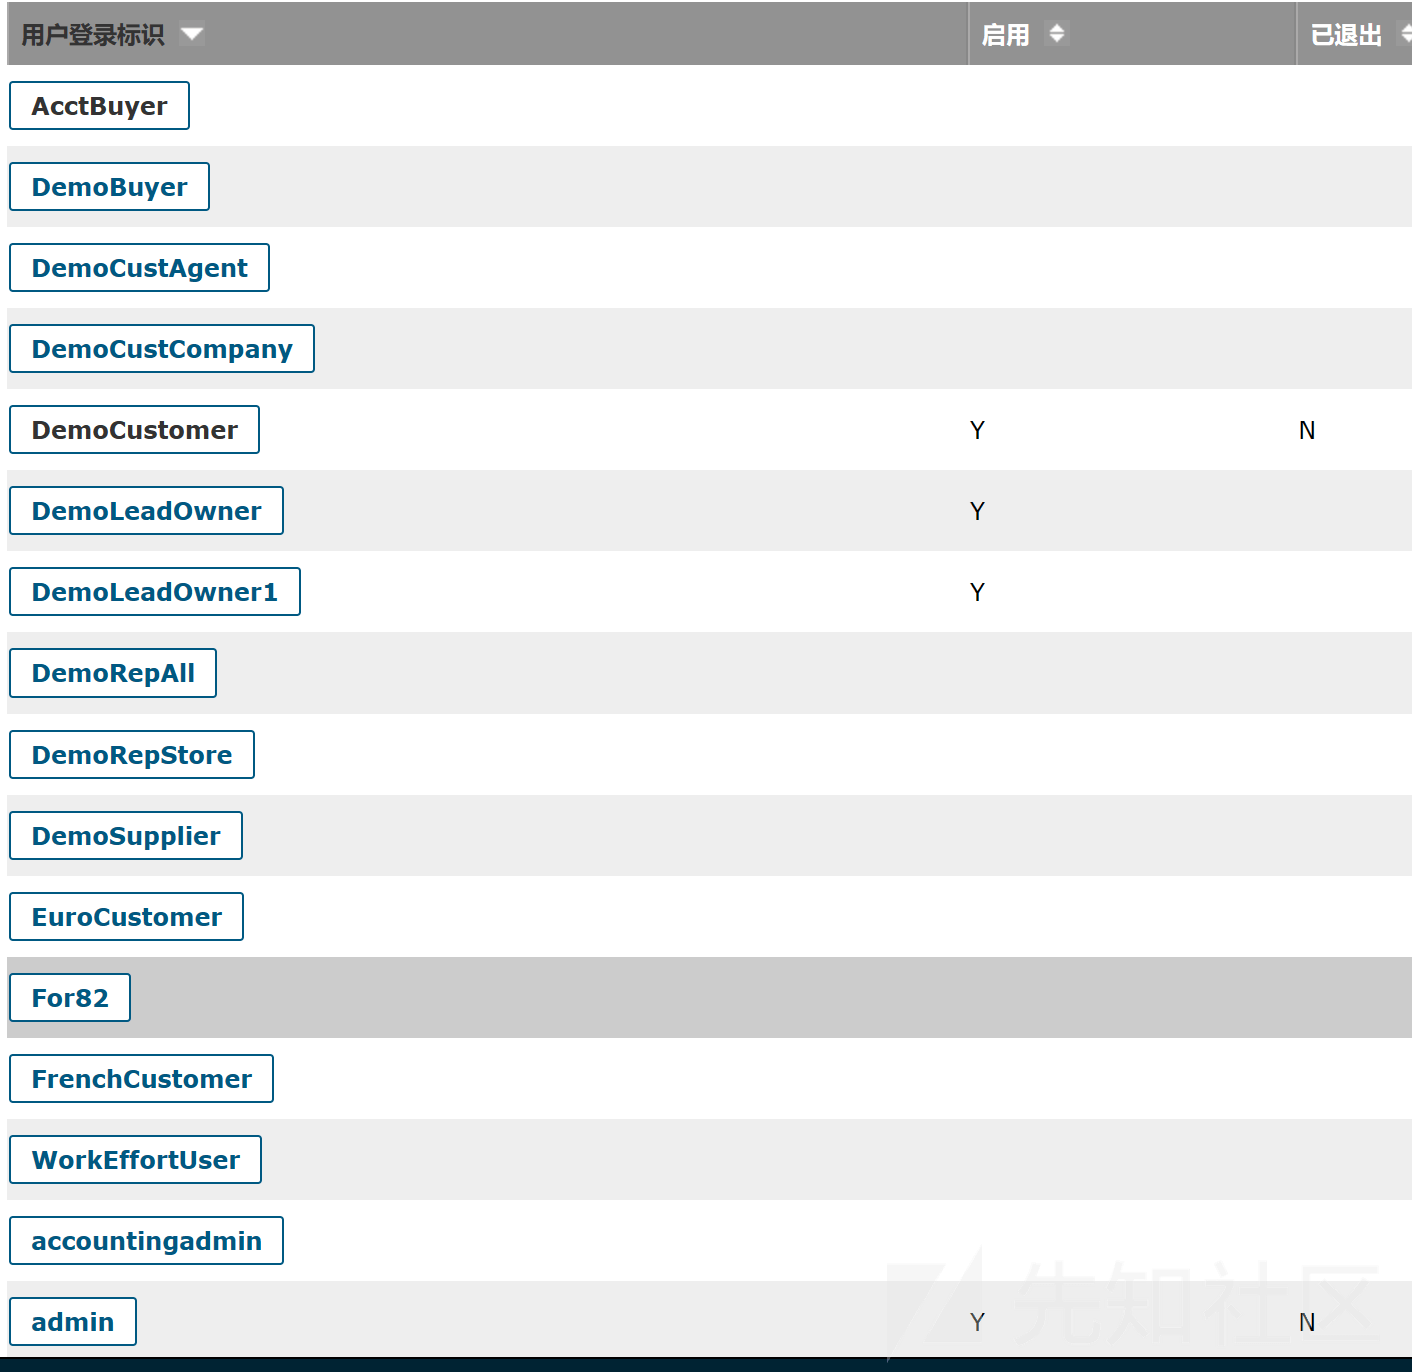 用户登录标识 启用 已退出
AcctBuyer
DemoBuyer
DemoCustAgent
DemoCustCompany
DemoCustomer Y N
DemoLeadOwner Y
DemoLeadOwner1 Y
DemoRepAll
DemoRepStore
DemoSupplier
EuroCustomer
For82
FrenchCustomer
WorkEffortUser
accountingadmin
admin Y N
先知社区